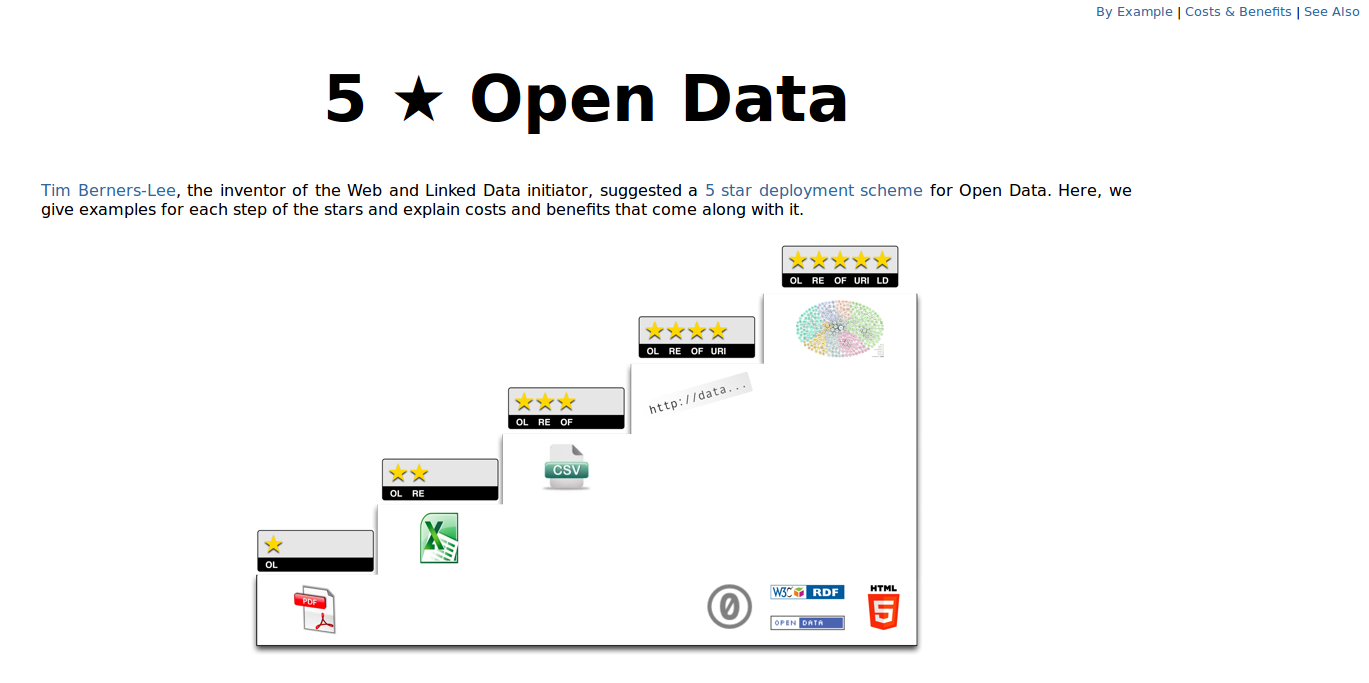 By Example | Costs & Benefits | See Also
5 ★ Open Data
Tim Berners-Lee, the inventor of the Web and Linked Data initiator, suggested a 5 star deployment scheme for Open Data. Here, we
give examples for each step of the stars and explain costs and benefits that come along with it.
OL RE OF URI LD
OL RE OF URI
http://data...
OL RE OF
CSV
OL RE
X
OL
PDF
0
W3C RDF
OPEN DATA
HTML
5